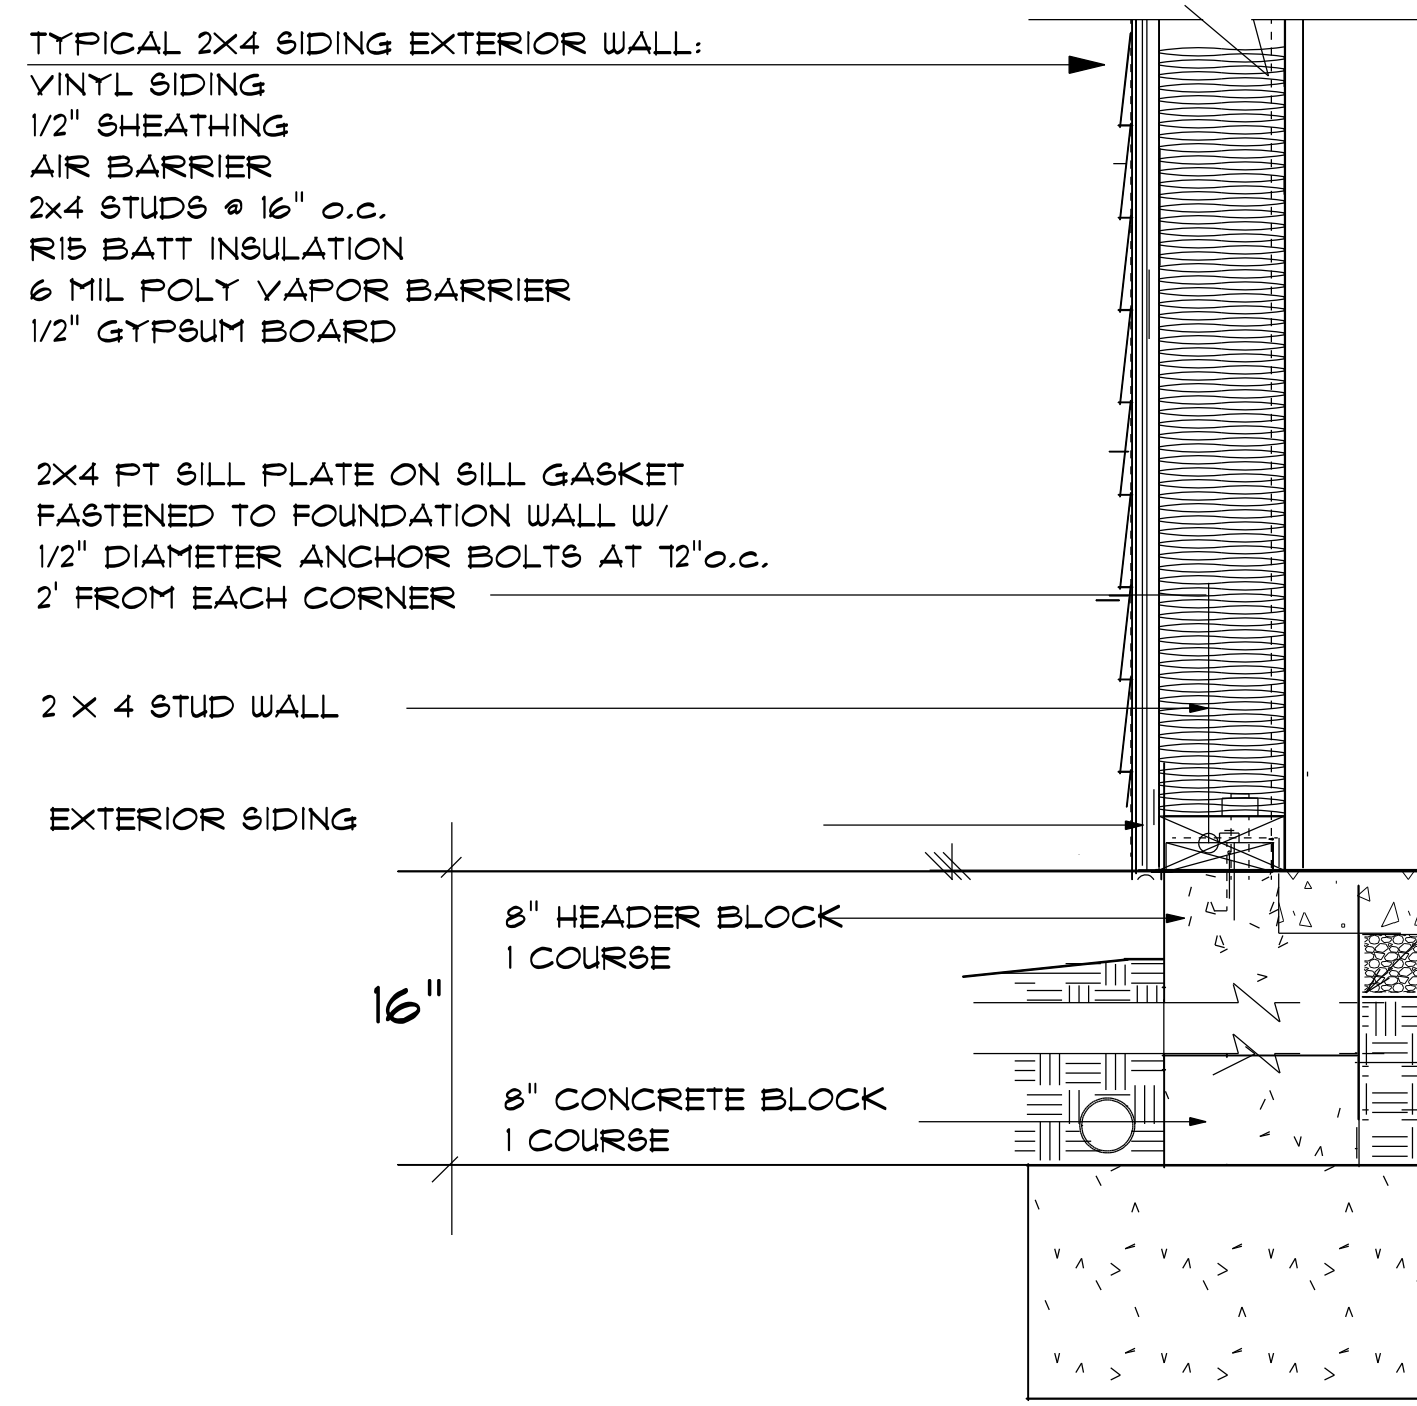 TYPICAL 2X4 SIDING EXTERIOR WALL:
VINYL SIDING
1/2" SHEATHING
AIR BARRIER
2x4 STUDS @ 16" o.c.
R15 BATT INSULATION
6 MIL POLY VAPOR BARRIER
1/2" GYPSUM BOARD
2X4 PT SILL PLATE ON SILL GASKET
FASTENED TO FOUNDATION WALL W/
1/2" DIAMETER ANCHOR BOLTS AT 72"o.c.
2' FROM EACH CORNER
2 X 4 STUD WALL
EXTERIOR SIDING
8" HEADER BLOCK
1 COURSE
16"
8" CONCRETE BLOCK
1 COURSE